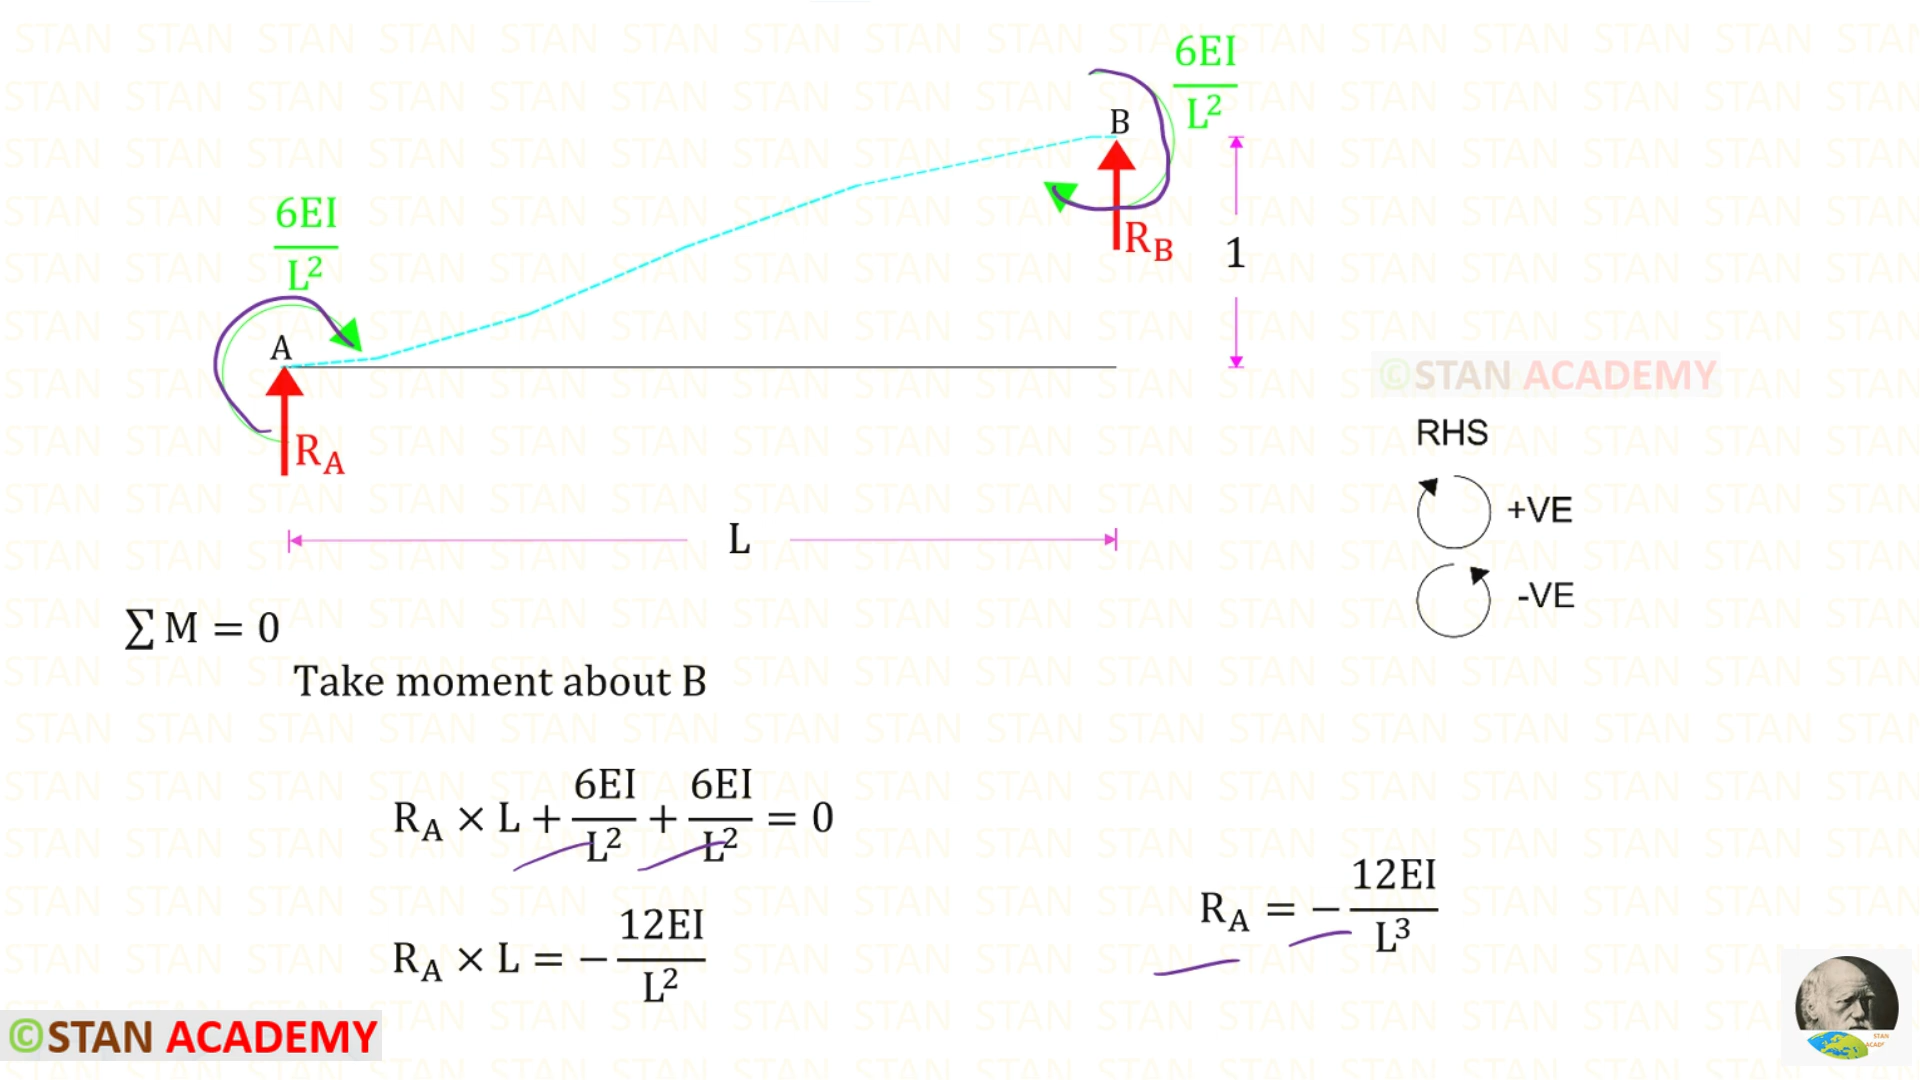 6EI
L²
B
R_B
1
6EI
L²
A
R_A
©STAN ACADEMY
RHS
+VE
-VE
L
∑ M = 0
Take moment about B
R_A × L + 6EI/L² + 6EI/L² = 0
R_A × L = − 12EI/L²
R_A = − 12EI/L³
©STAN ACADEMY
STAN